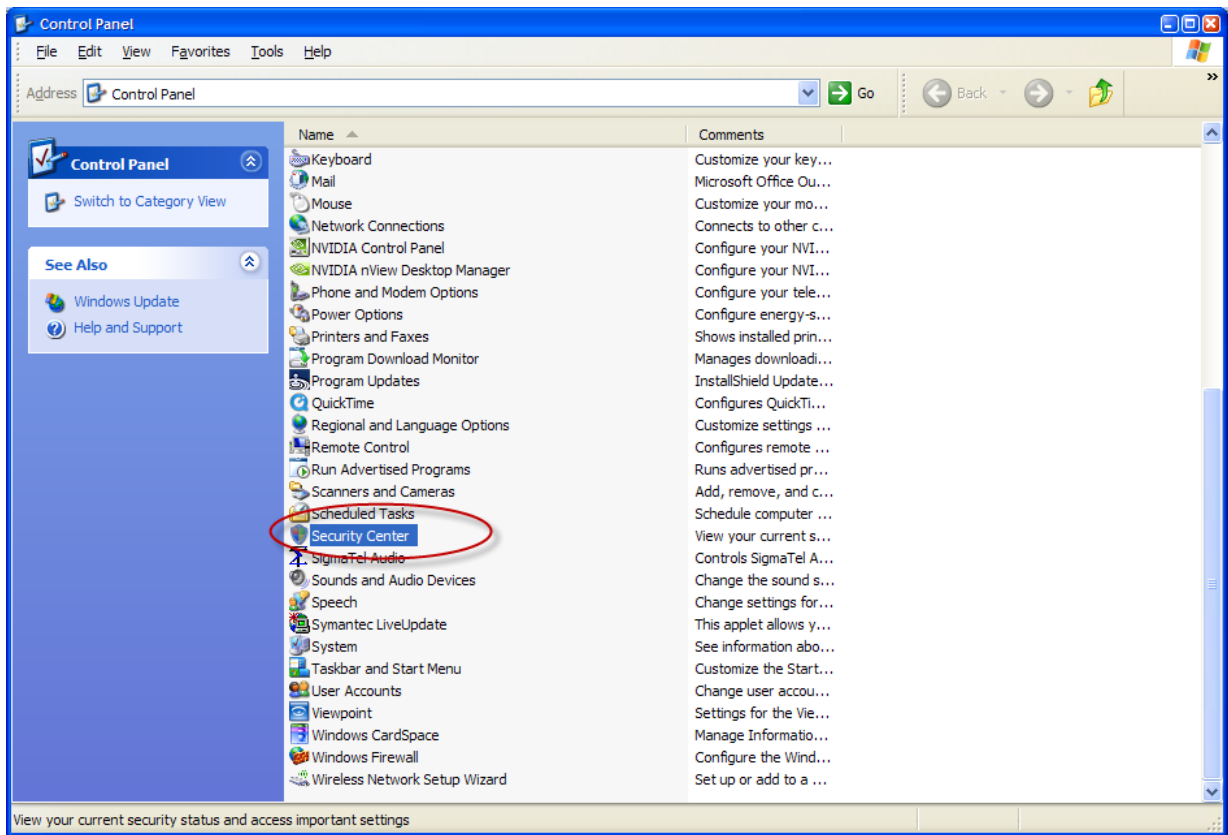 Control Panel
File Edit View Favorites Tools Help
Address Control Panel Go Back »
Control Panel
Switch to Category View
See Also
Windows Update
Help and Support
Name Comments
Keyboard Customize your key...
Mail Microsoft Office Ou...
Mouse Customize your mo...
Network Connections Connects to other c...
NVIDIA Control Panel Configure your NVI...
NVIDIA nView Desktop Manager Configure your NVI...
Phone and Modem Options Configure your tele...
Power Options Configure energy-s...
Printers and Faxes Shows installed prin...
Program Download Monitor Manages downloadi...
Program Updates InstallShield Update...
QuickTime Configures QuickTi...
Regional and Language Options Customize settings ...
Remote Control Configures remote ...
Run Advertised Programs Runs advertised pr...
Scanners and Cameras Add, remove, and c...
Scheduled Tasks Schedule computer ...
Security Center View your current s...
SigmaTel Audio Controls SigmaTel A...
Sounds and Audio Devices Change the sound s...
Speech Change settings for...
Symantec LiveUpdate This applet allows y...
System See information abo...
Taskbar and Start Menu Customize the Start...
User Accounts Change user accou...
Viewpoint Settings for the Vie...
Windows CardSpace Manage Informatio...
Windows Firewall Configure the Wind...
Wireless Network Setup Wizard Set up or add to a ...
View your current security status and access important settings